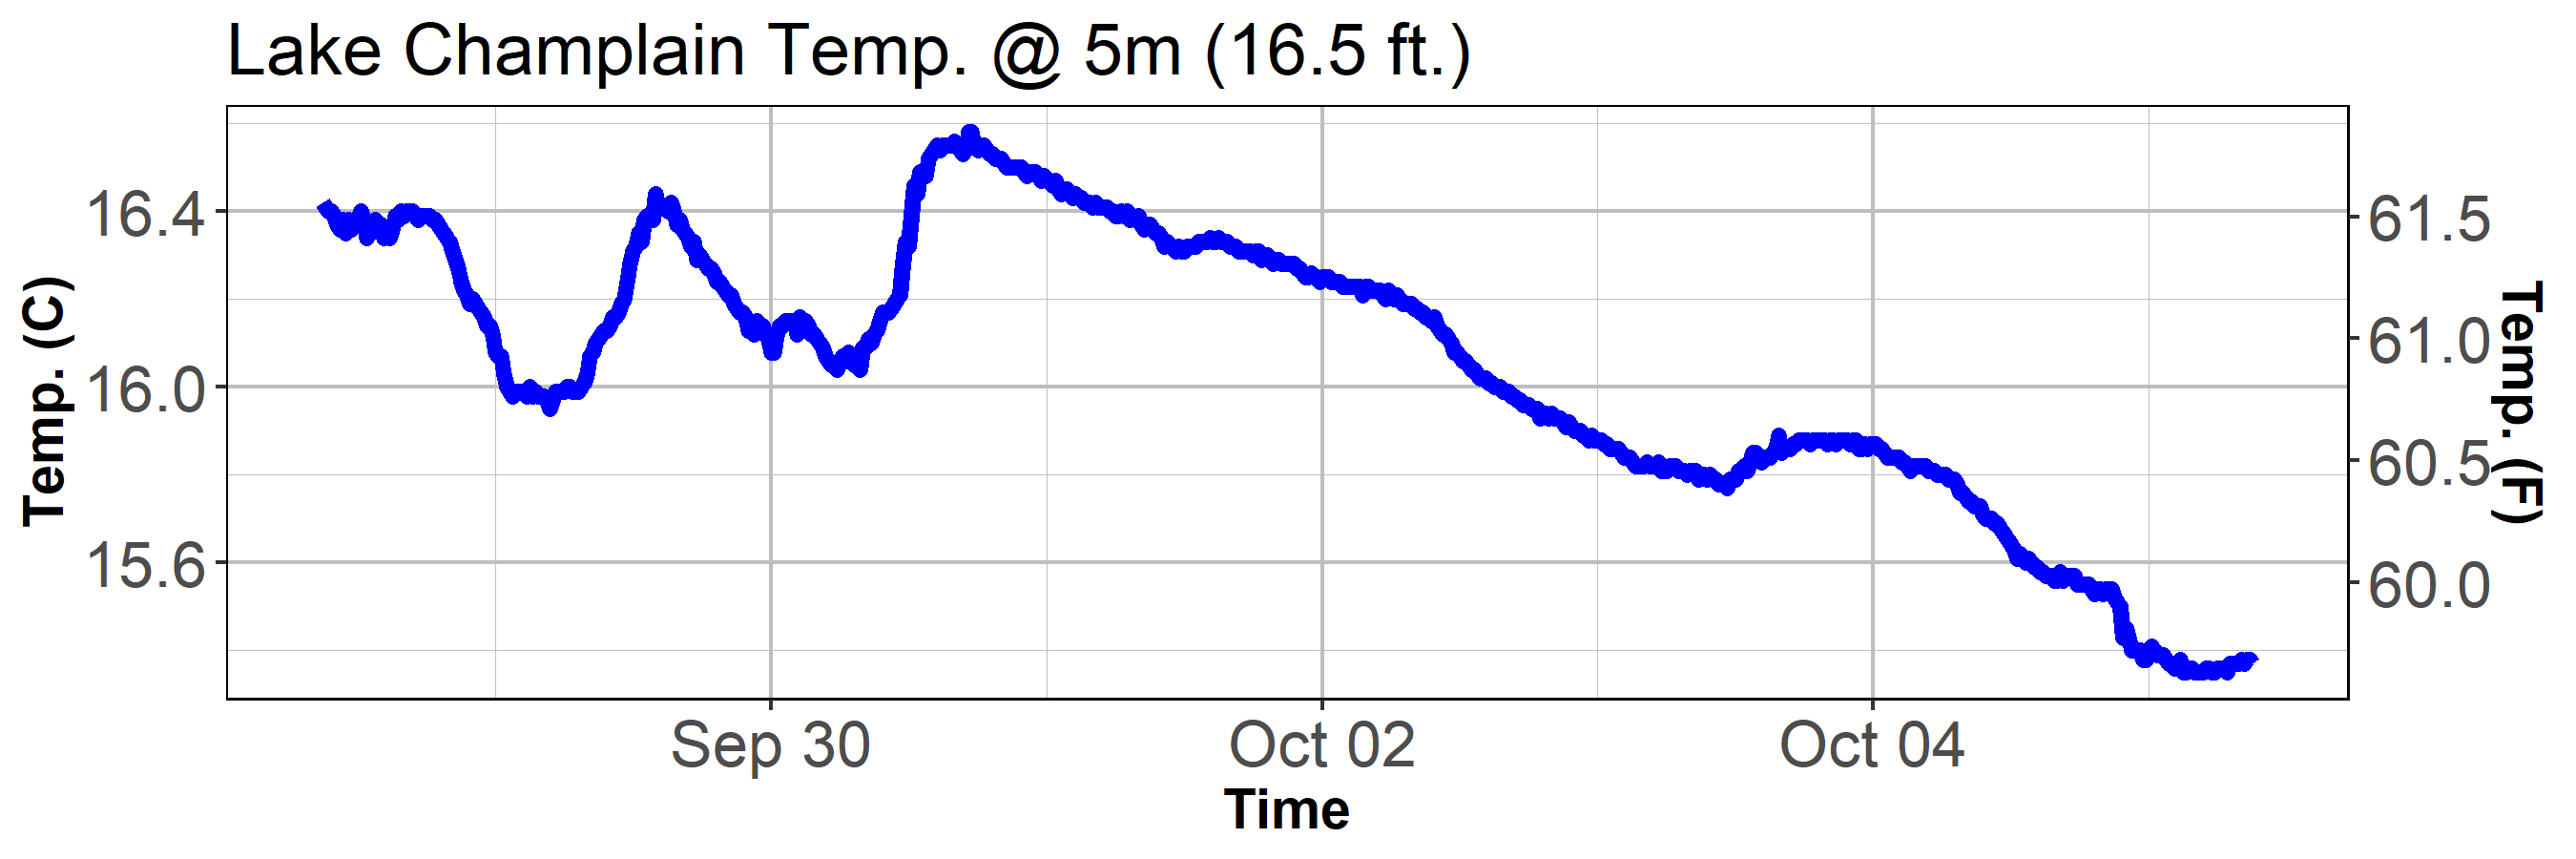 Lake Champlain Temp. @ 5m (16.5 ft.)
Temp. (C)
16.4
16.0
15.6
61.5
61.0
60.5
60.0
Temp. (F)
Sep 30
Oct 02
Oct 04
Time